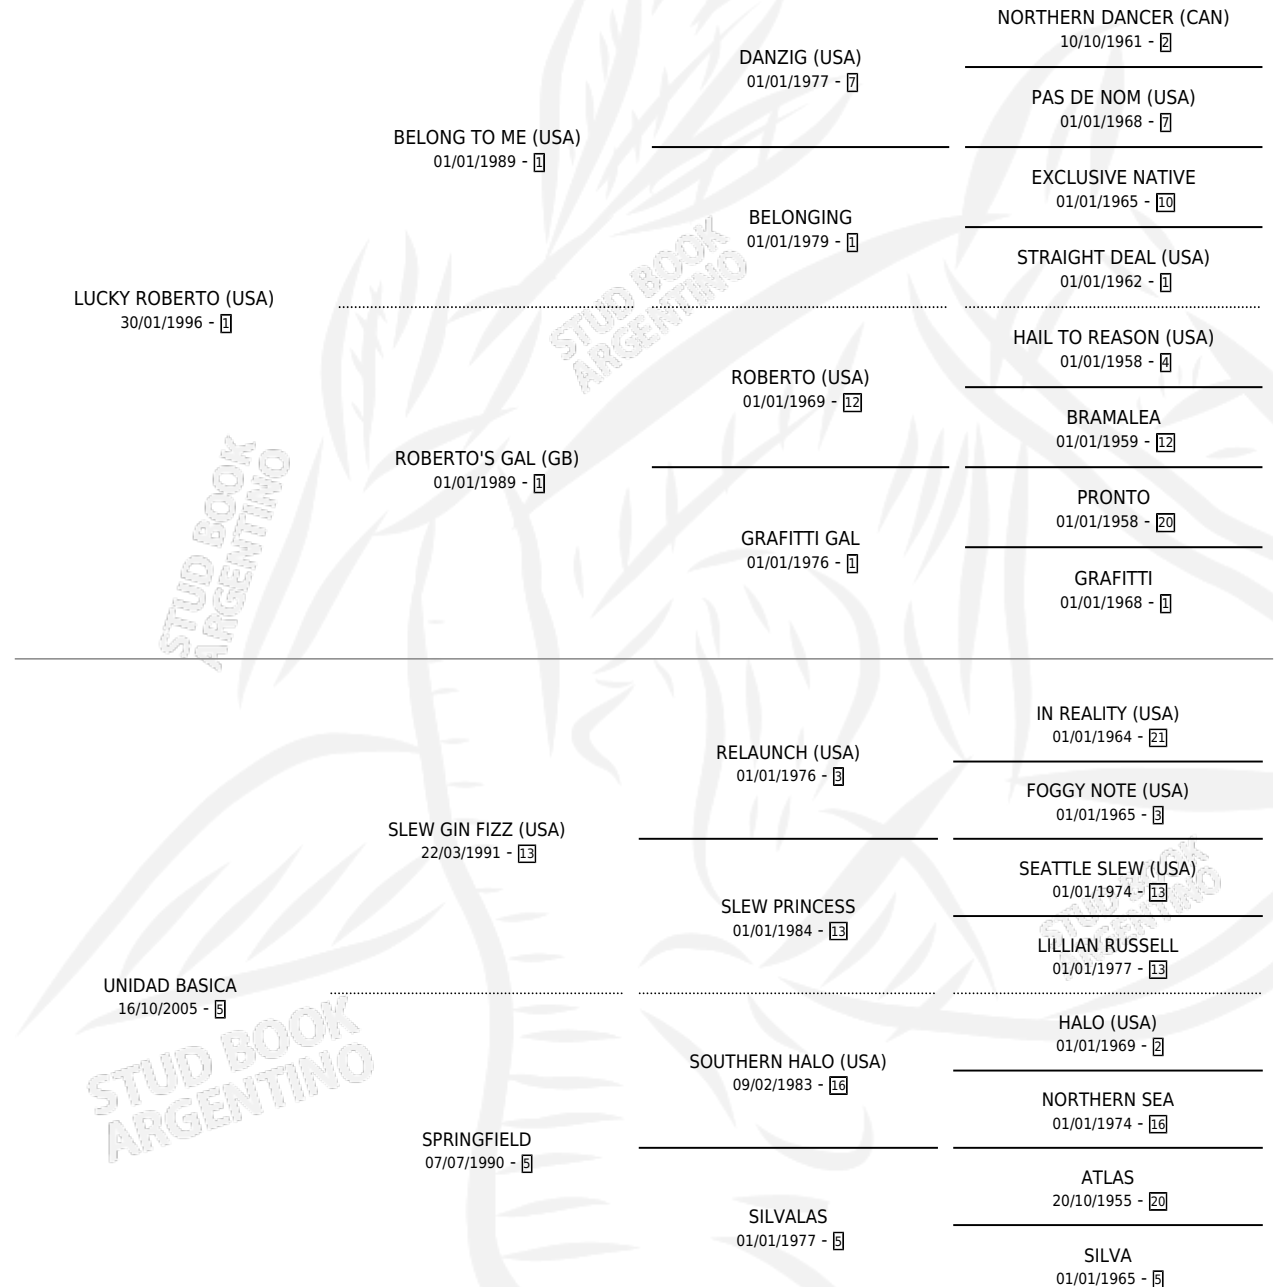 NORTHERN DANCER (CAN)
10/10/1961 - 2
DANZIG (USA)
01/01/1977 - 7
PAS DE NOM (USA)
01/01/1968 - 7
BELONG TO ME (USA)
01/01/1989 - 1
EXCLUSIVE NATIVE
01/01/1965 - 10
BELONGING
01/01/1979 - 1
STRAIGHT DEAL (USA)
01/01/1962 - 1
LUCKY ROBERTO (USA)
30/01/1996 - 1
HAIL TO REASON (USA)
01/01/1958 - 4
ROBERTO (USA)
01/01/1969 - 12
BRAMALEA
01/01/1959 - 12
ROBERTO'S GAL (GB)
01/01/1989 - 1
PRONTO
01/01/1958 - 20
GRAFITTI GAL
01/01/1976 - 1
GRAFITTI
01/01/1968 - 1
STUD BOOK
ARGENTINO
STUD BOOK
ARGENTINO
IN REALITY (USA)
01/01/1964 - 21
RELAUNCH (USA)
01/01/1976 - 3
FOGGY NOTE (USA)
01/01/1965 - 3
SLEW GIN FIZZ (USA)
22/03/1991 - 13
SEATTLE SLEW (USA)
01/01/1974 - 13
SLEW PRINCESS
01/01/1984 - 13
LILLIAN RUSSELL
01/01/1977 - 13
UNIDAD BASICA
16/10/2005 - 5
HALO (USA)
01/01/1969 - 2
SOUTHERN HALO (USA)
09/02/1983 - 16
NORTHERN SEA
01/01/1974 - 16
SPRINGFIELD
07/07/1990 - 5
ATLAS
20/10/1955 - 20
SILVALAS
01/01/1977 - 5
SILVA
01/01/1965 - 5
STUD BOOK
ARGENTINO
STUD BOOK
ARGENTINO